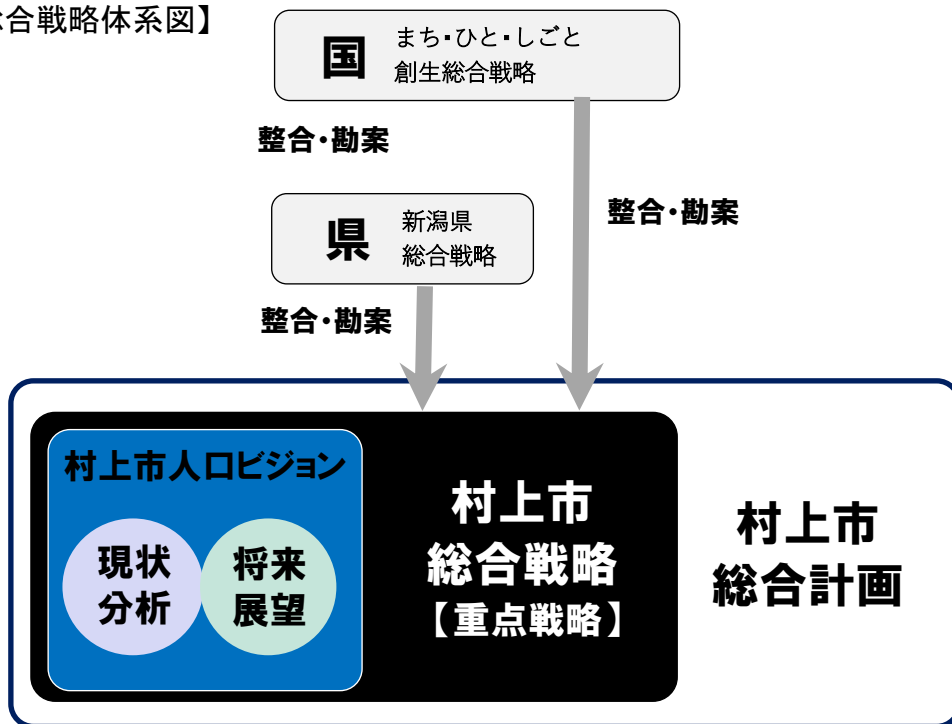 合戦略体系図】
国
まち・ひと・しごと
創生総合戦略
整合・勘案
整合・勘案
県
新潟県
総合戦略
整合・勘案
村上市人口ビジョン
現状
分析
将来
展望
村上市
総合戦略
【重点戦略】
村上市
総合計画